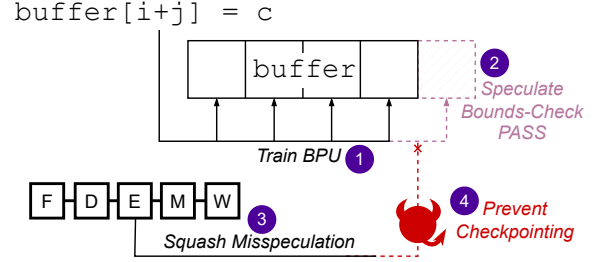 buffer[i+j] = c
buffer
2
Speculate
Bounds-Check
PASS
Train BPU 1
F D E M W
3
Squash Misspeculation
4 Prevent
Checkpointing